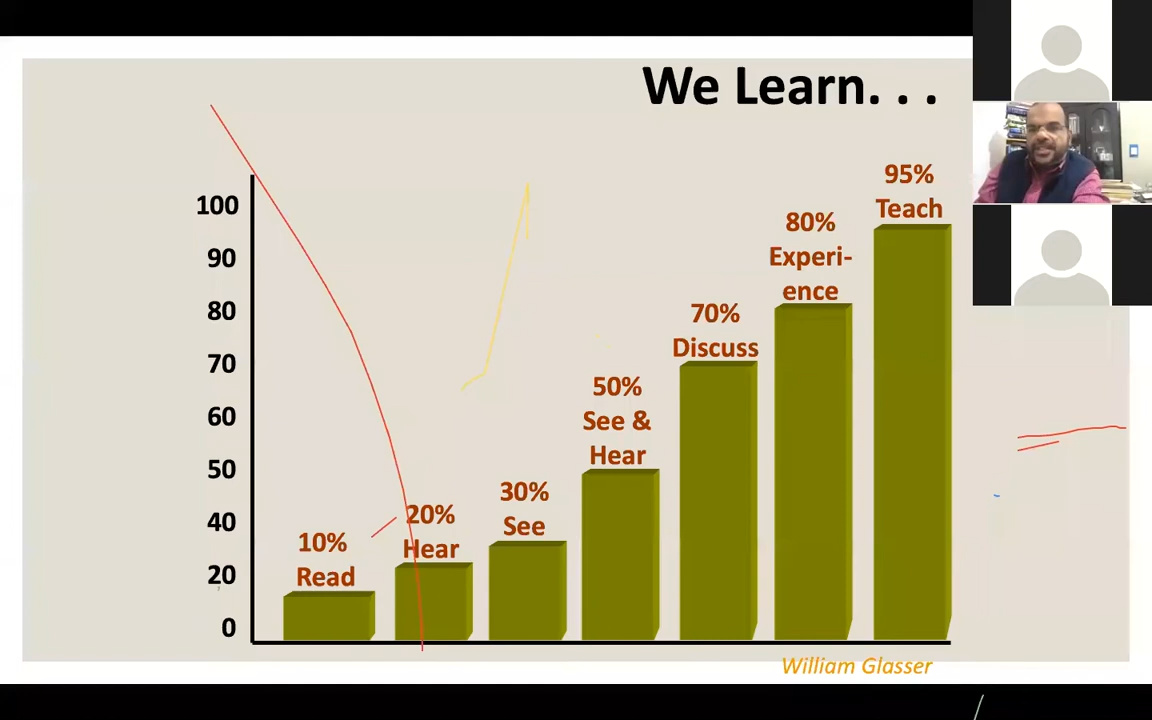 We Learn. . .
100
90
80
70
60
50
40
20
0
10%
Read
20%
Hear
30%
See
50%
See &
Hear
70%
Discuss
80%
Experi-
ence
95%
Teach
William Glasser